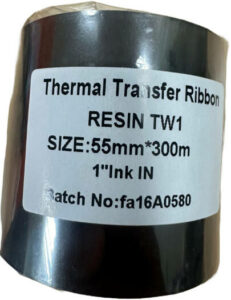 Thermal Transfer Ribbon
RESIN TW1
SIZE:55mm*300m
1"Ink IN
Batch No:fa16A0580